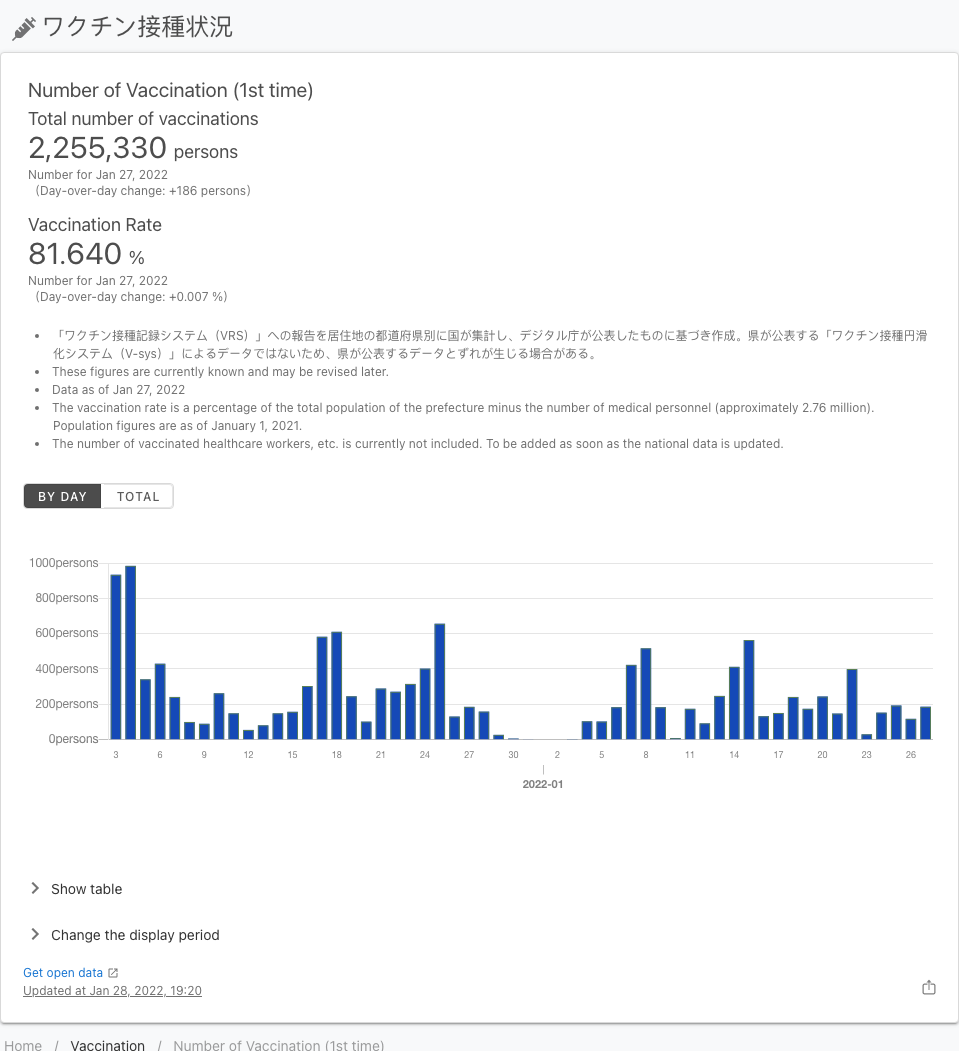 ワクチン接種状況
Number of Vaccination (1st time)
Total number of vaccinations
2,255,330 persons
Number for Jan 27, 2022
(Day-over-day change: +186 persons)
Vaccination Rate
81.640 %
Number for Jan 27, 2022
(Day-over-day change: +0.007 %)
• 「ワクチン接種記録システム（VRS）」への報告を居住地の都道府県別に国が集計し、デジタル庁が公表したものに基づき作成。県が公表する「ワクチン接種円滑
化システム（V-sys）」によるデータではないため、県が公表するデータとずれが生じる場合がある。
• These figures are currently known and may be revised later.
• Data as of Jan 27, 2022
• The vaccination rate is a percentage of the total population of the prefecture minus the number of medical personnel (approximately 2.76 million).
Population figures are as of January 1, 2021.
• The number of vaccinated healthcare workers, etc. is currently not included. To be added as soon as the national data is updated.
BY DAY TOTAL
1000persons
800persons
600persons
400persons
200persons
0persons
3 6 9 12 15 18 21 24 27 30 2 5 8 11 14 17 20 23 26
2022-01
Show table
Change the display period
Get open data
Updated at Jan 28, 2022, 19:20
Home / Vaccination / Number of Vaccination (1st time)